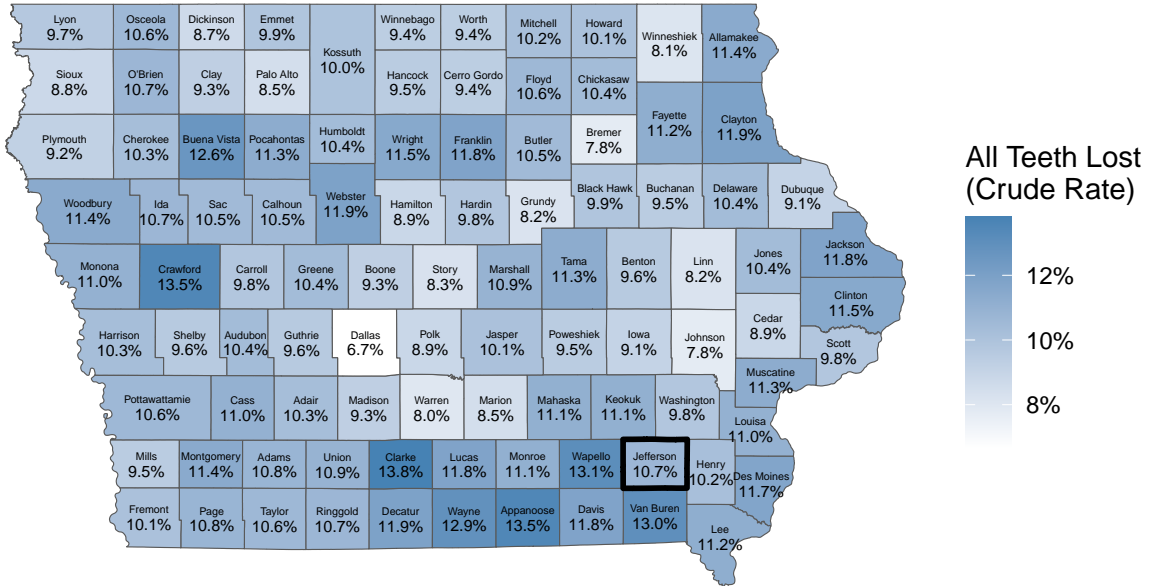 Lyon
9.7%
Osceola
10.6%
Dickinson
8.7%
Emmet
9.9%
Kossuth
10.0%
Winnebago
9.4%
Worth
9.4%
Mitchell
10.2%
Howard
10.1%
Winneshiek
8.1%
Allamakee
11.4%
Sioux
8.8%
O'Brien
10.7%
Clay
9.3%
Palo Alto
8.5%
Hancock
9.5%
Cerro Gordo
9.4%
Floyd
10.6%
Chickasaw
10.4%
Fayette
11.2%
Clayton
11.9%
Plymouth
9.2%
Cherokee
10.3%
Buena Vista
12.6%
Pocahontas
11.3%
Humboldt
10.4%
Wright
11.5%
Franklin
11.8%
Butler
10.5%
Bremer
7.8%
All Teeth Lost
(Crude Rate)
12%
10%
8%
Woodbury
11.4%
Ida
10.7%
Sac
10.5%
Calhoun
10.5%
Webster
11.9%
Hamilton
8.9%
Hardin
9.8%
Grundy
8.2%
Black Hawk
9.9%
Buchanan
9.5%
Delaware
10.4%
Dubuque
9.1%
Monona
11.0%
Crawford
13.5%
Carroll
9.8%
Greene
10.4%
Boone
9.3%
Story
8.3%
Marshall
10.9%
Tama
11.3%
Benton
9.6%
Linn
8.2%
Jones
10.4%
Jackson
11.8%
Clinton
11.5%
Harrison
10.3%
Shelby
9.6%
Audubon
10.4%
Guthrie
9.6%
Dallas
6.7%
Polk
8.9%
Jasper
10.1%
Poweshiek
9.5%
Iowa
9.1%
Johnson
7.8%
Cedar
8.9%
Scott
9.8%
Muscatine
11.3%
Pottawattamie
10.6%
Cass
11.0%
Adair
10.3%
Madison
9.3%
Warren
8.0%
Marion
8.5%
Mahaska
11.1%
Keokuk
11.1%
Washington
9.8%
Louisa
11.0%
Mills
9.5%
Montgomery
11.4%
Adams
10.8%
Union
10.9%
Clarke
13.8%
Lucas
11.8%
Monroe
11.1%
Wapello
13.1%
Jefferson
10.7%
Henry
10.2%
Des Moines
11.7%
Fremont
10.1%
Page
10.8%
Taylor
10.6%
Ringgold
10.7%
Decatur
11.9%
Wayne
12.9%
Appanoose
13.5%
Davis
11.8%
Van Buren
13.0%
Lee
11.2%